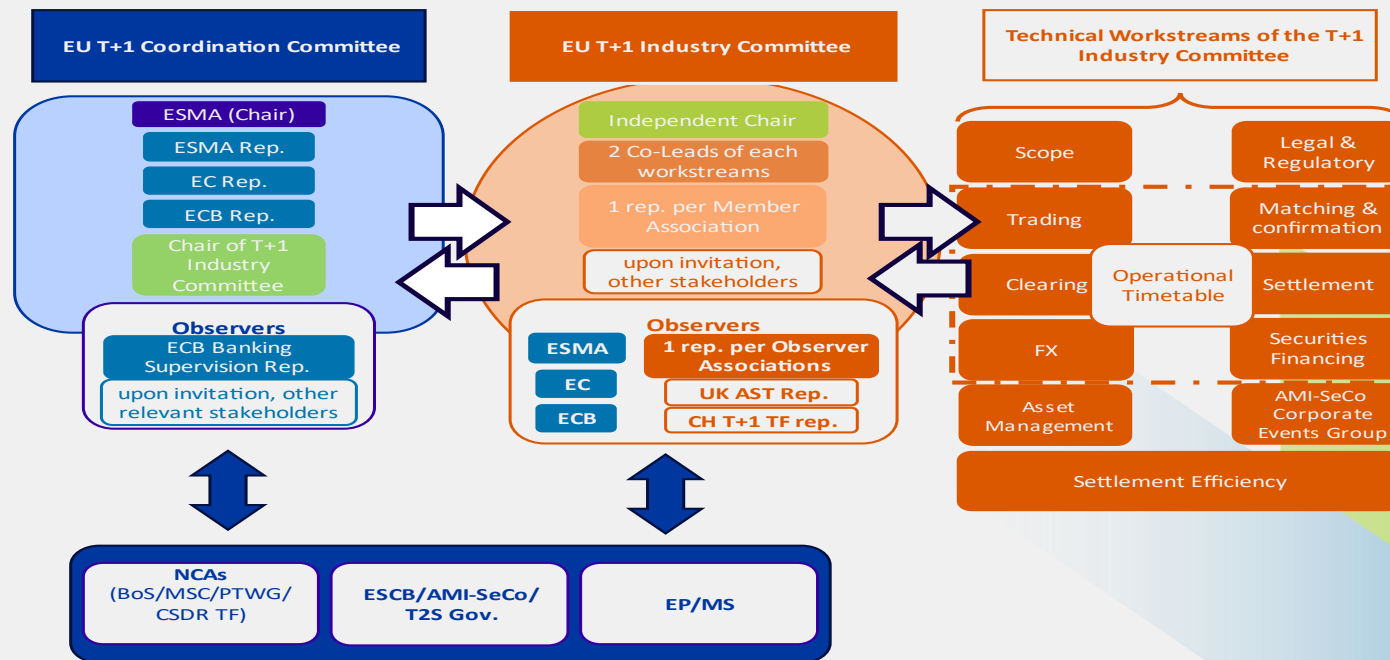 EU T+1 Coordination Committee
ESMA (Chair)
ESMA Rep.
EC Rep.
ECB Rep.
Chair of T+1
Industry
Committee
Observers
ECB Banking
Supervision Rep.
upon invitation, other
relevant stakeholders
EU T+1 Industry Committee
Independent Chair
2 Co-Leads of each
workstreams
1 rep. per Member
Association
upon invitation,
other stakeholders
Observers
ESMA
EC
ECB
1 rep. per Observer
Associations
UK AST Rep.
CH T+1 TF rep.
Technical Workstreams of the T+1
Industry Committee
Scope
Legal &
Regulatory
Trading
Matching &
confirmation
Clearing
Operational
Timetable
Settlement
FX
Securities
Financing
Asset
Management
AMI-SeCo
Corporate
Events Group
Settlement Efficiency
NCAs
(BoS/MSC/PTWG/
CSDR TF)
ESCB/AMI-SeCo/
T2S Gov.
EP/MS